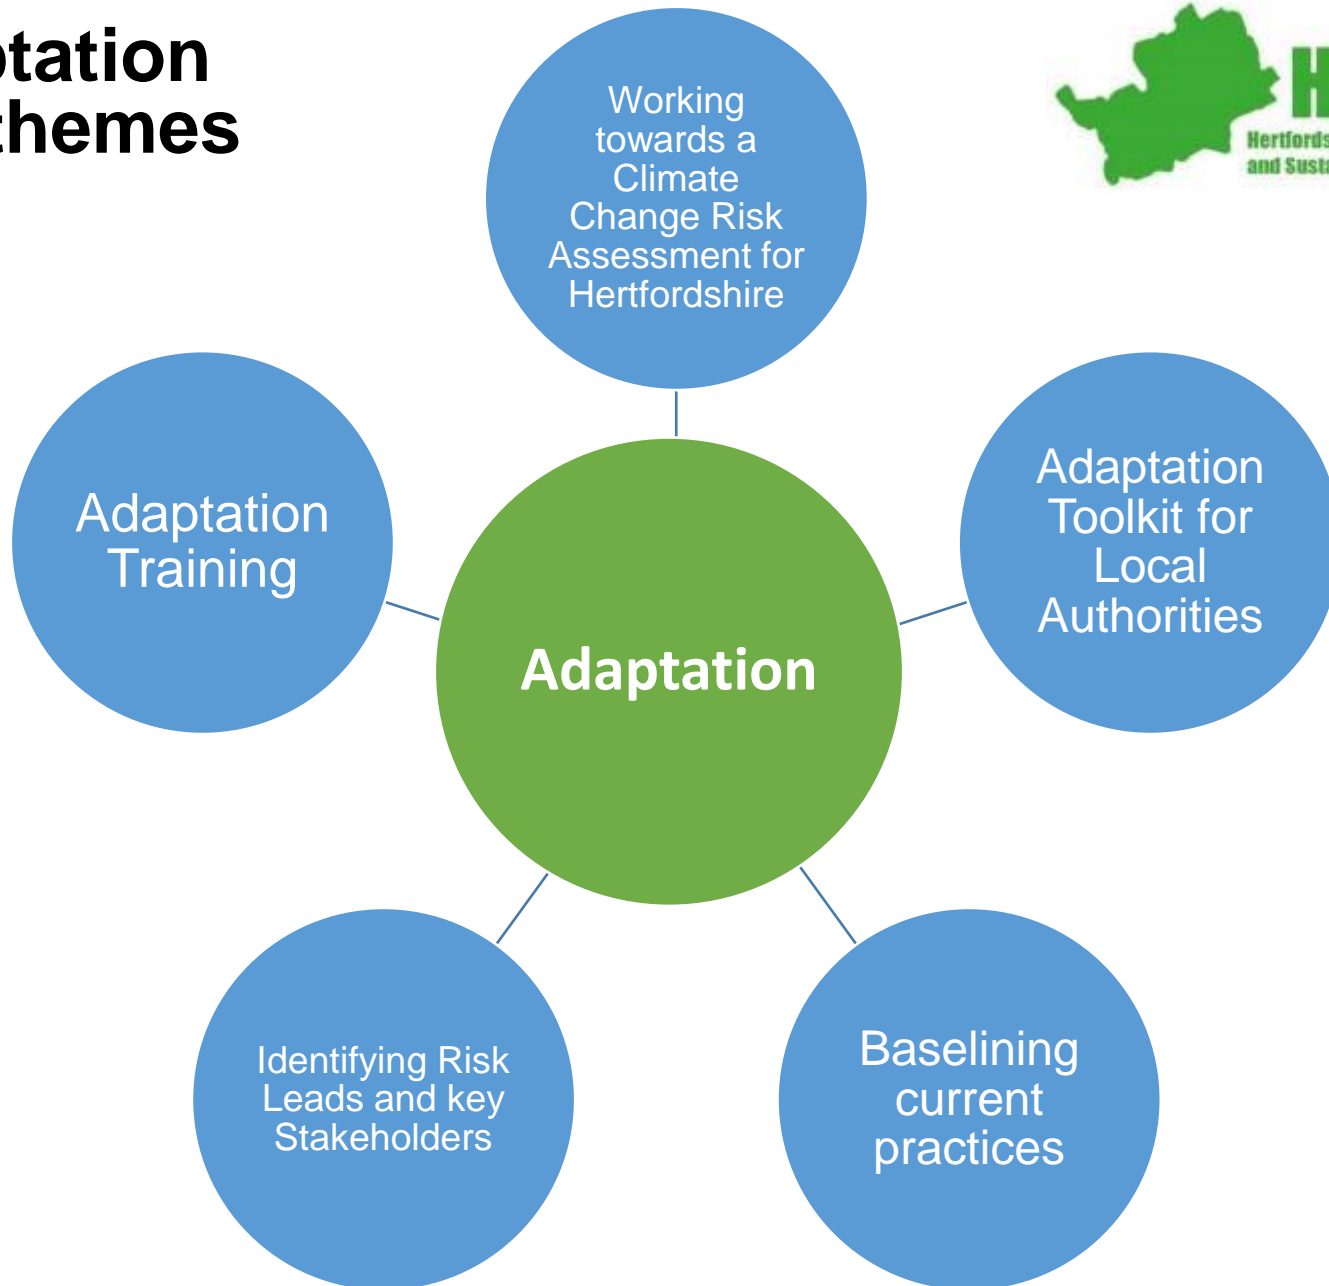 ptation
themes
Working
towards a
Climate
Change Risk
Assessment for
Hertfordshire
H
Hertfords
and Susta
Adaptation
Training
Adaptation
Toolkit for
Local
Authorities
Adaptation
Identifying Risk
Leads and key
Stakeholders
Baselining
current
practices